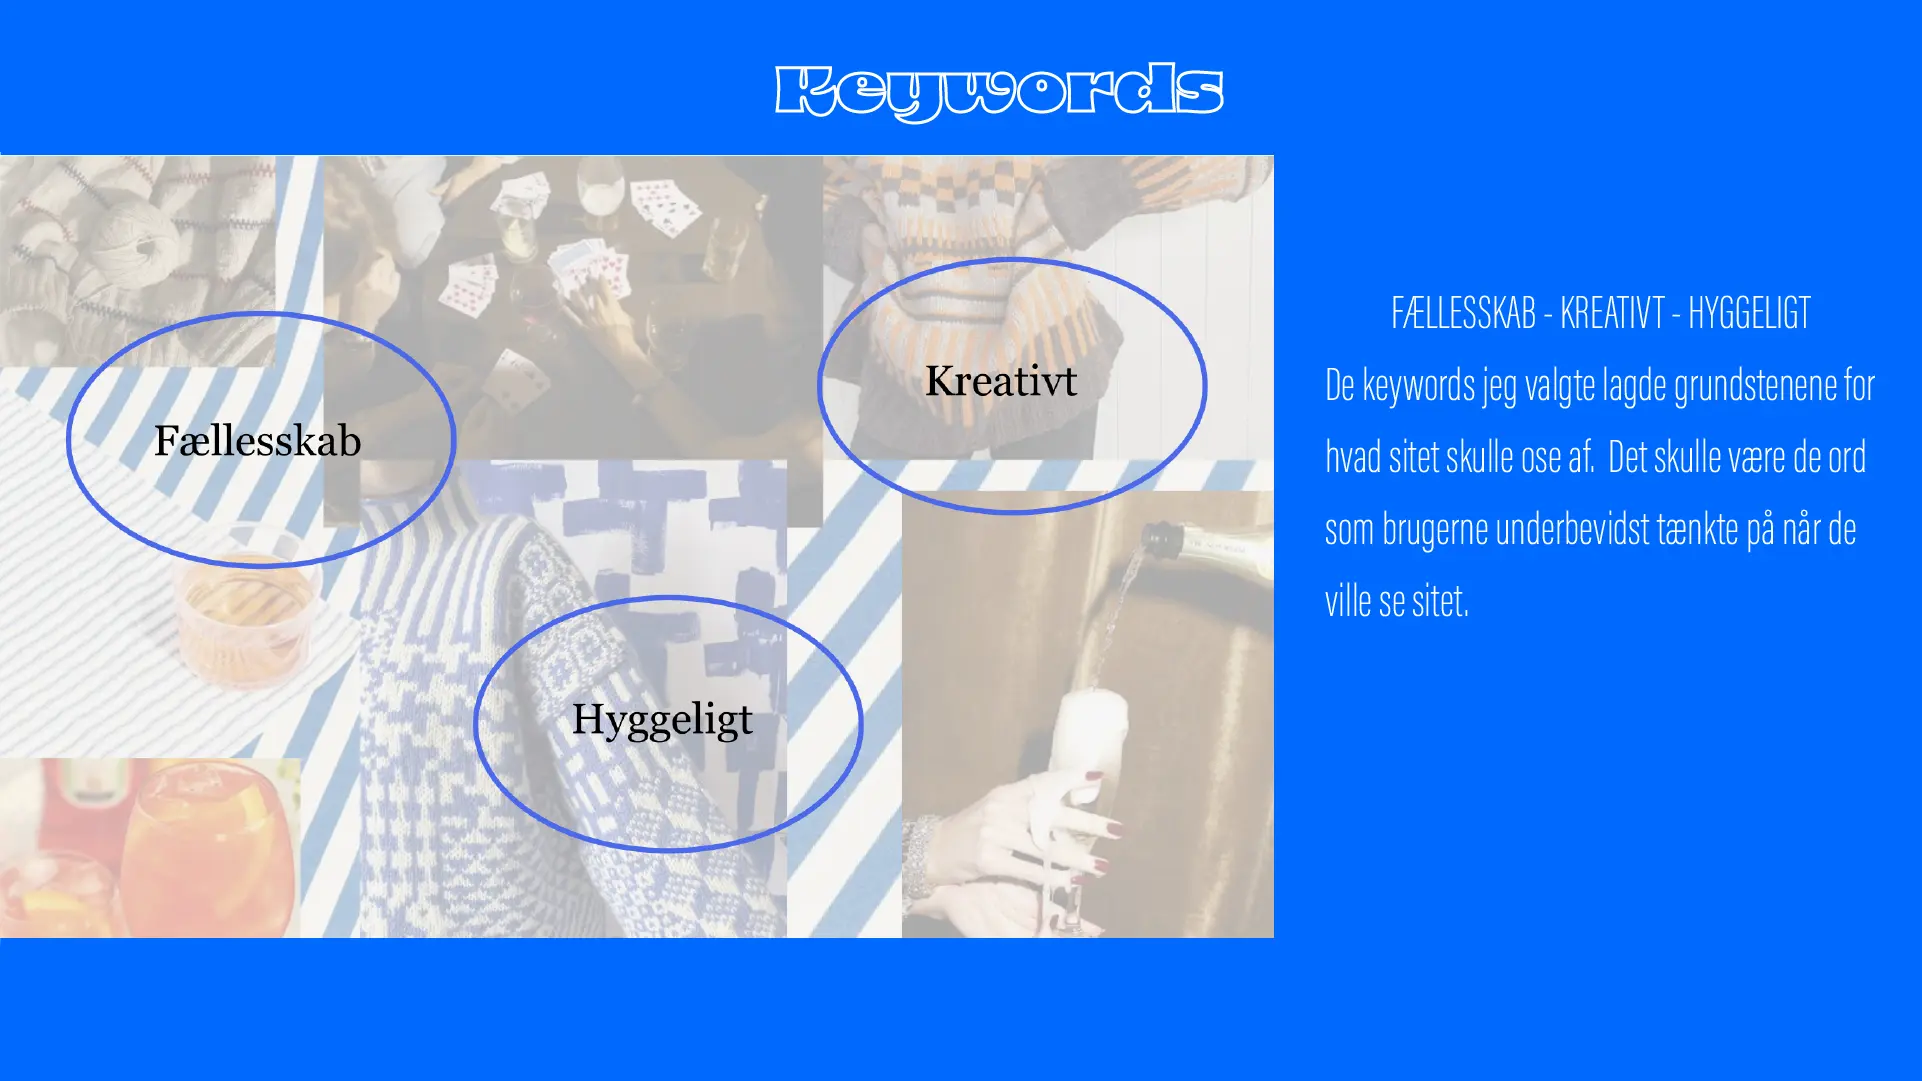 Keywords
Fællesskab
Kreativt
Hyggeligt
FÆLLESSKAB - KREATIVT - HYGGELIGT
De keywords jeg valgte lagde grundstenene for
hvad sitet skulle ose af.  Det skulle være de ord
som brugerne underbevidst tænkte på når de
ville se sitet.